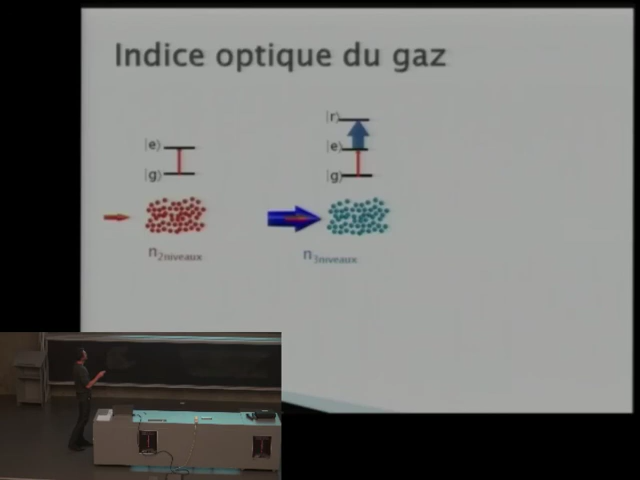 Indice optique du gaz
|r⟩
|e⟩
|e⟩
|g⟩
|g⟩
n2niveaux
n3niveaux